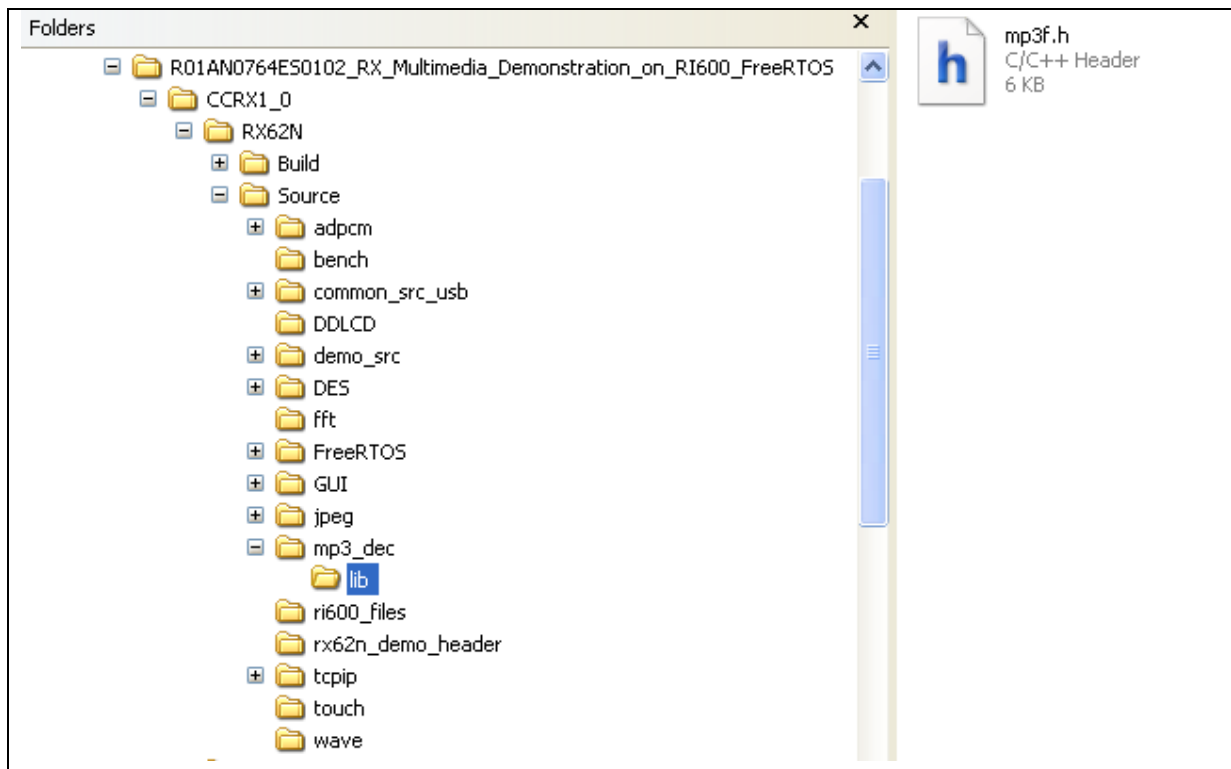 Folders
R01AN0764ES0102_RX_Multimedia_Demonstration_on_RI600_FreeRTOS
CCRX1_0
RX62N
Build
Source
adpcm
bench
common_src_usb
DDLCD
demo_src
DES
fft
FreeRTOS
GUI
jpeg
mp3_dec
lib
ri600_files
rx62n_demo_header
tcpip
touch
wave
h
mp3f.h
C/C++ Header
6 KB